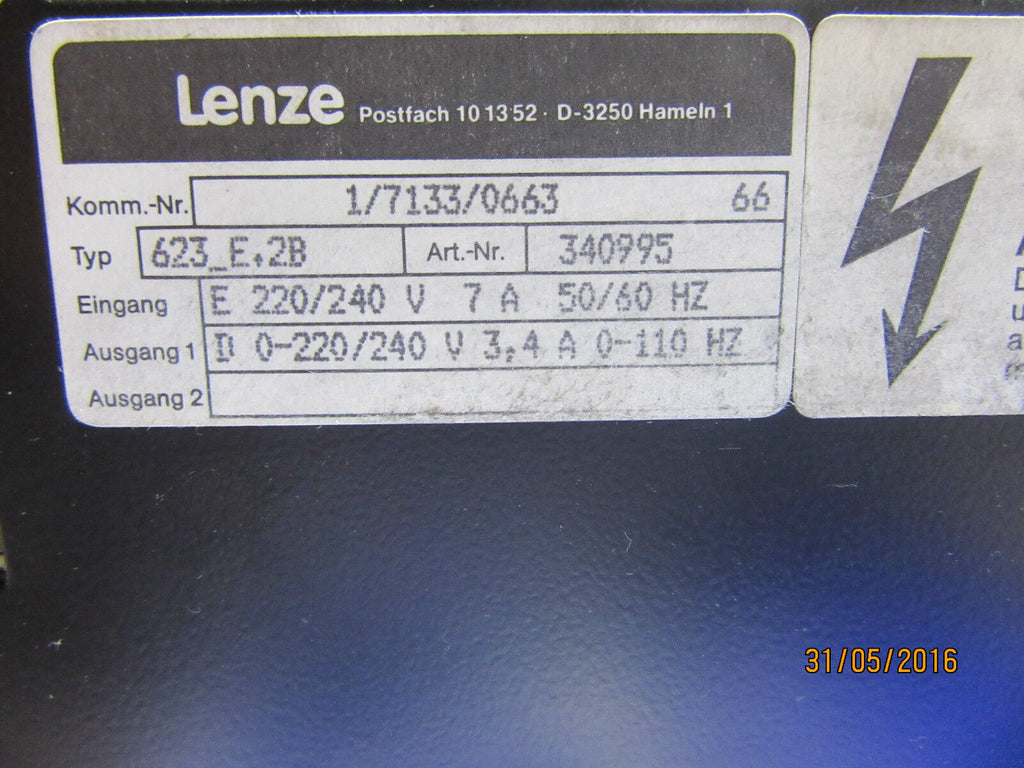 Lenze Postfach 10 13 52 · D-3250 Hameln 1
Komm.-Nr. 1/7133/0663 66
Typ 623_E.2B Art.-Nr. 340995
Eingang E 220/240 V 7 A 50/60 HZ
Ausgang 1 D 0-220/240 V 3,4 A 0-110 HZ
Ausgang 2
31/05/2016